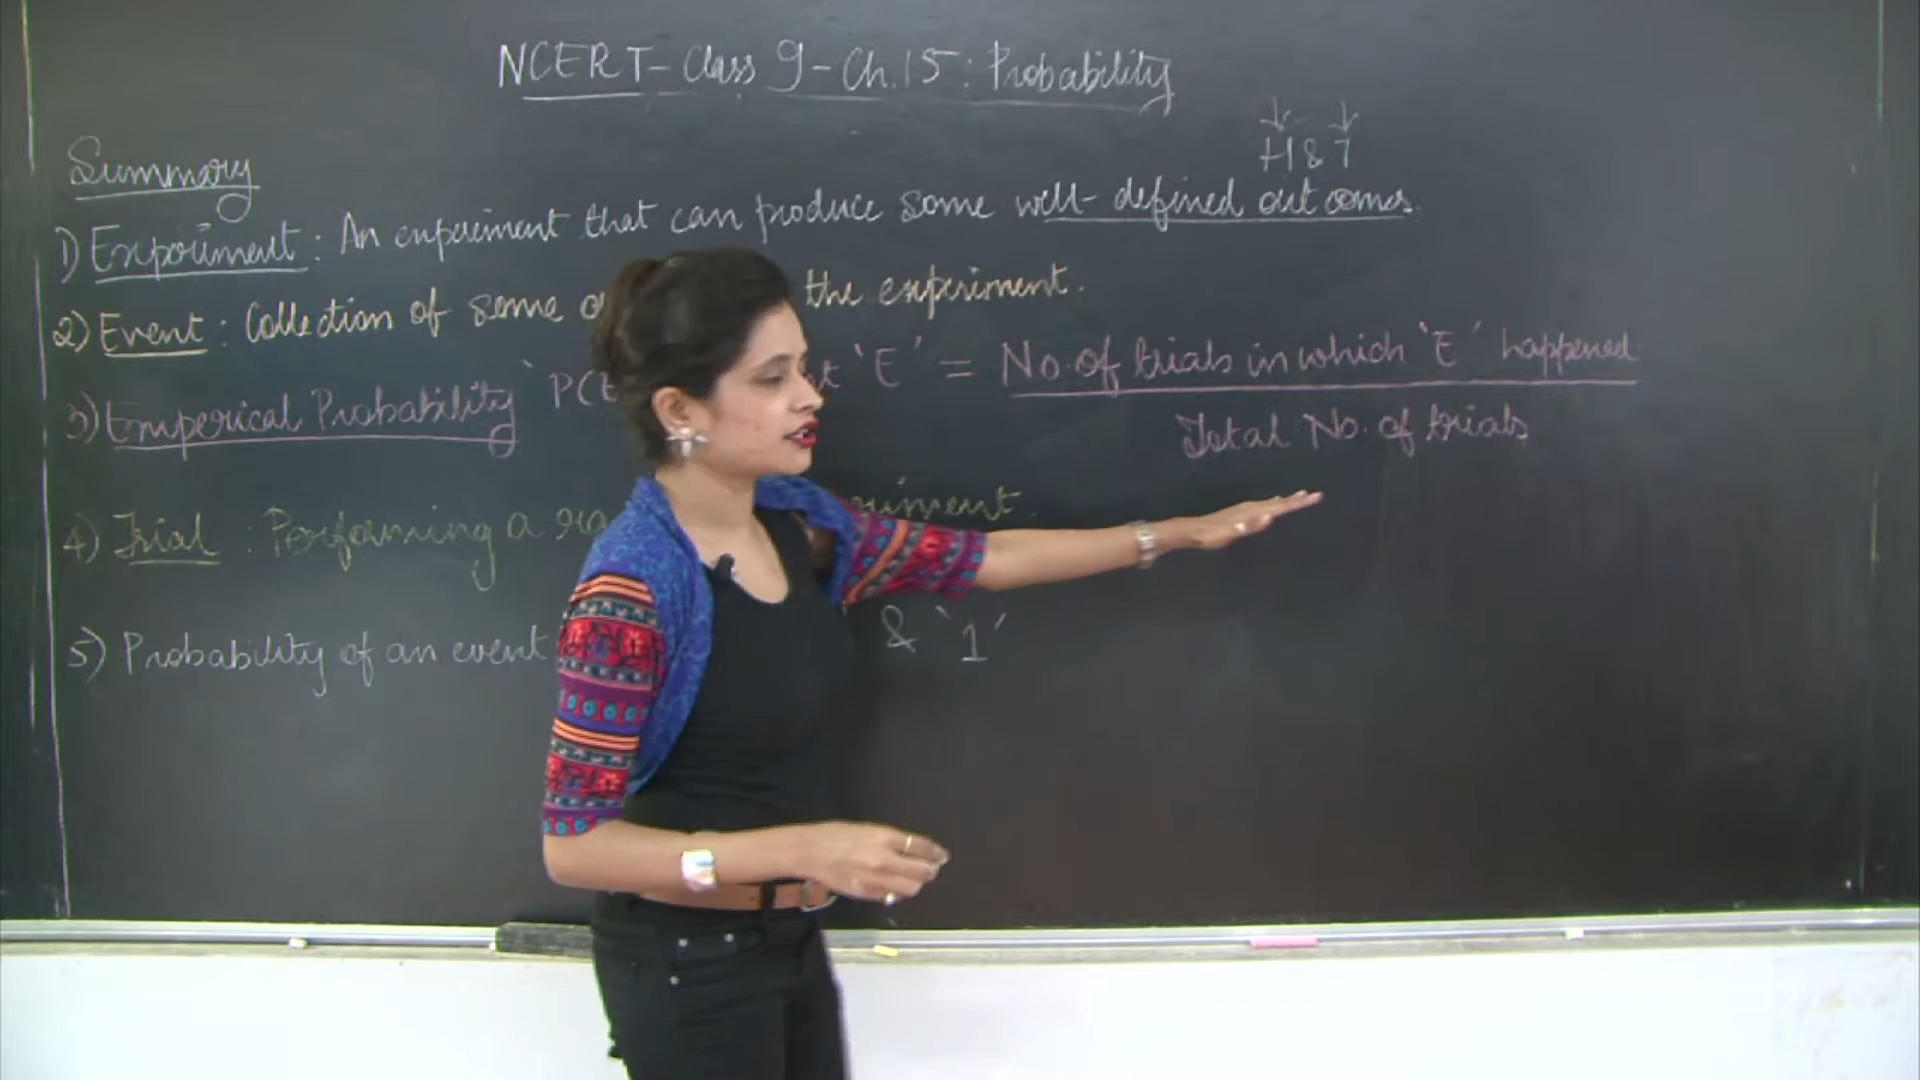 NCERT - Class 9 - Ch.15 : Probability
H & T
Summary
1) Experiment : An experiment that can produce some well-defined outcomes.
2) Event : Collection of some the experiment.
3) Emperical Probability 'E' = No. of trials in which 'E' happened
Total No. of trials
4) Trial : Performing a
5) Probability of an event & '1'